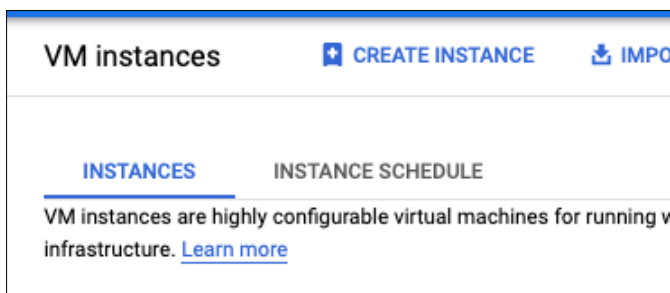 VM instances CREATE INSTANCE
INSTANCES INSTANCE SCHEDULE
VM instances are highly configurable virtual machines for running
infrastructure. Learn more